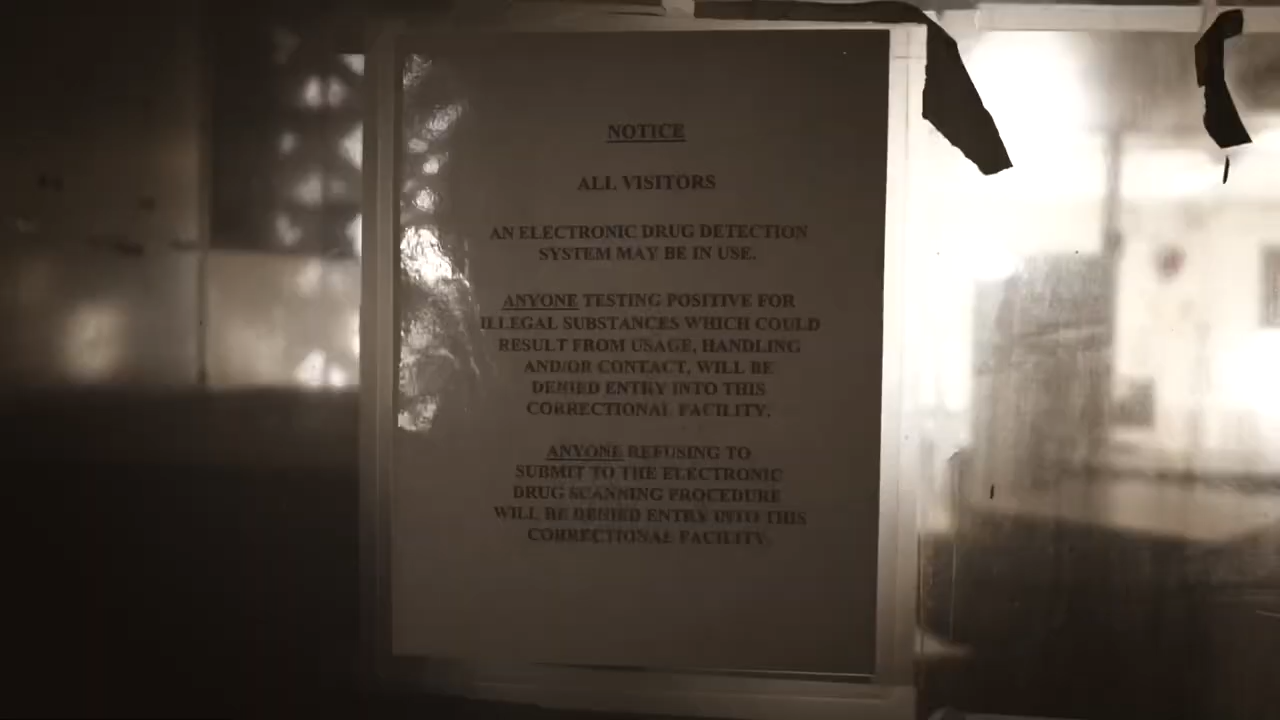 NOTICE
ALL VISITORS
AN ELECTRONIC DRUG DETECTION
SYSTEM MAY BE IN USE.
ANYONE TESTING POSITIVE FOR
ILLEGAL SUBSTANCES WHICH COULD
RESULT FROM USAGE, HANDLING
AND/OR CONTACT, WILL BE
DENIED ENTRY INTO THIS
CORRECTIONAL FACILITY.
ANYONE REFUSING TO
SUBMIT TO THE ELECTRONIC
DRUG SCANNING PROCEDURE
WILL BE DENIED ENTRY INTO THIS
CORRECTIONAL FACILITY.